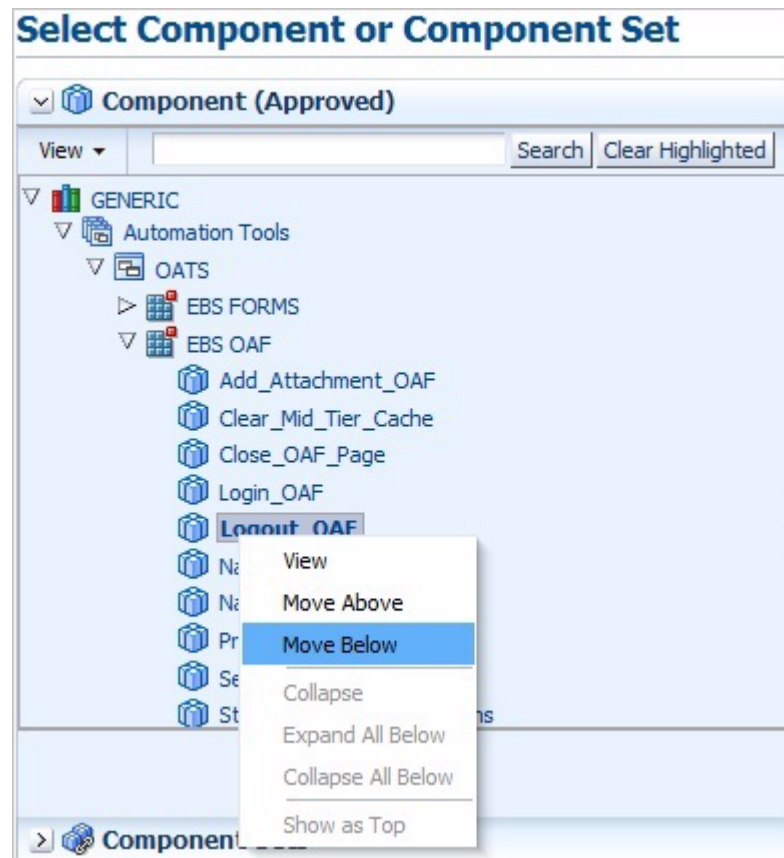 Select Component or Component Set
Component (Approved)
View Search Clear Highlighted
GENERIC
Automation Tools
OATS
EBS FORMS
EBS OAF
Add_Attachment_OAF
Clear_Mid_Tier_Cache
Close_OAF_Page
Login_OAF
Logout_OAF
View
Move Above
Move Below
Collapse
Expand All Below
Collapse All Below
Show as Top
Component